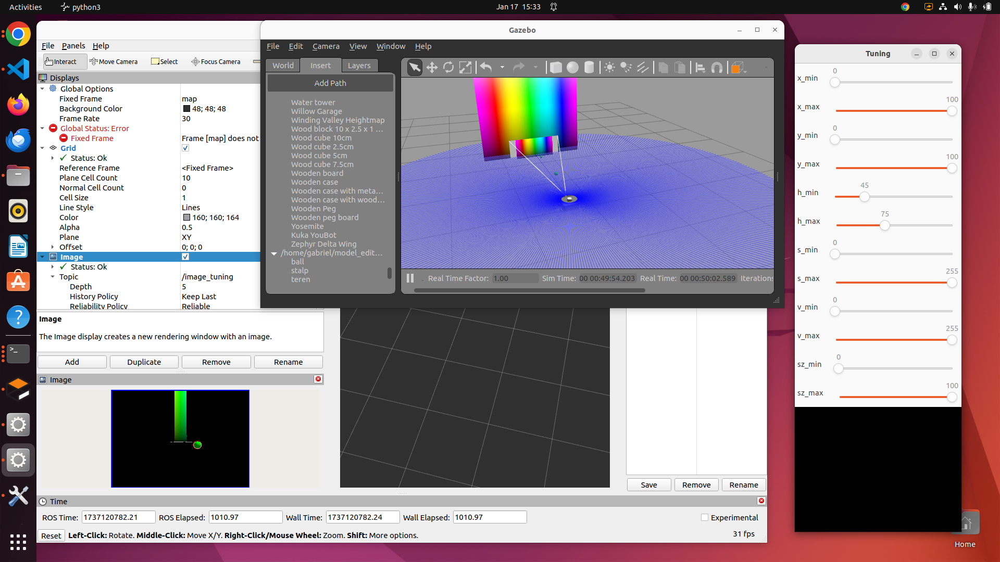 Activities
python3
Jan 17  15:33
File
Panels
Help
Interact
Move Camera
Select
Focus Camera
Displays
Global Options
Fixed Frame
map
Background Color
48; 48; 48
Frame Rate
30
Global Status: Error
Fixed Frame
Frame [map] does not
Grid
Status: Ok
Reference Frame
<Fixed Frame>
Plane Cell Count
10
Normal Cell Count
0
Cell Size
1
Line Style
Lines
Color
160; 160; 164
Alpha
0.5
Plane
XY
Offset
0; 0; 0
Image
Status: Ok
Topic
/image_tuning
Depth
5
History Policy
Keep Last
Reliability Policy
Reliable
Image
The Image display creates a new rendering window with an image.
Add
Duplicate
Remove
Rename
Image
Gazebo
File
Edit
Camera
View
Window
Help
World
Insert
Layers
Add Path
Water tower
Willow Garage
Winding Valley Heightmap
Wood block 10 x 2.5 x 1 ...
Wood cube 10cm
Wood cube 2.5cm
Wood cube 5cm
Wood cube 7.5cm
Wooden board
Wooden case
Wooden case with meta...
Wooden case with wood...
Wooden Peg
Wooden peg board
Yosemite
Kuka YouBot
Zephyr Delta Wing
/home/gabriel/model_edit...
ball
stalp
teren
Real Time Factor:
1.00
Sim Time:
00 00:49:54.203
Real Time:
00 00:50:02.589
Iterations
Save
Remove
Rename
Time
ROS Time:
1737120782.21
ROS Elapsed:
1010.97
Wall Time:
1737120782.24
Wall Elapsed:
1010.97
Experimental
Reset
Left-Click: Rotate. Middle-Click: Move X/Y. Right-Click/Mouse Wheel: Zoom. Shift: More options.
31 fps
Tuning
0
x_min
100
x_max
0
y_min
100
y_max
45
h_min
75
h_max
0
s_min
255
s_max
0
v_min
255
v_max
0
sz_min
100
sz_max
Home